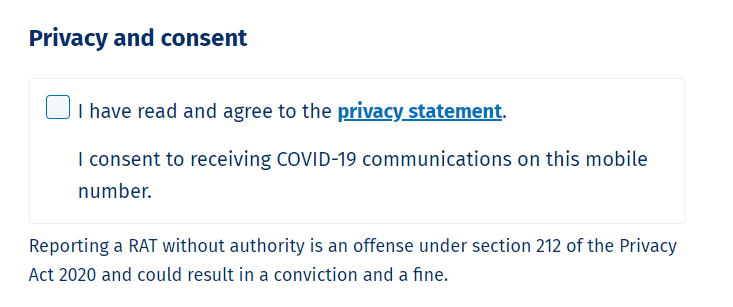 Privacy and consent
I have read and agree to the privacy statement.
I consent to receiving COVID-19 communications on this mobile
number.
Reporting a RAT without authority is an offense under section 212 of the Privacy
Act 2020 and could result in a conviction and a fine.